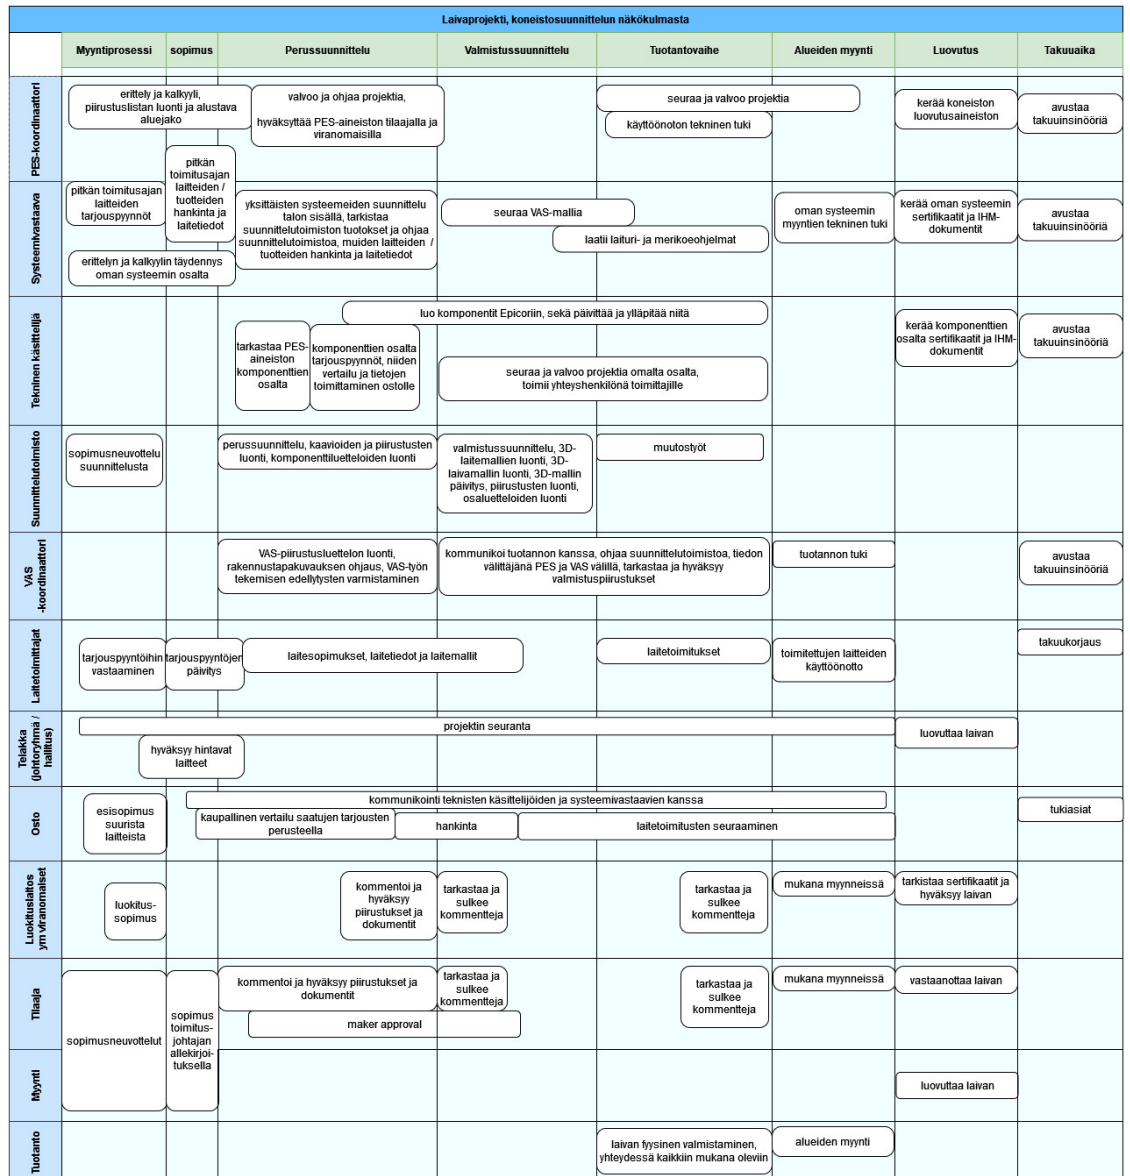 Laivaprojekti, koneistosuunnittelun näkökulmasta
Myyntiprosessi
sopimus
Perussuunnittelu
Valmistussuunnittelu
Tuotantovaihe
Alueiden myynti
Luovutus
Takuuaika
PES-koordinaattori
erittely ja kalkyyli,
piirustuslistan luonti ja alustava
aluejako
valvoo ja ohjaa projektia,
hyväksyttää PES-aineiston tilaajalla ja
viranomaisilla
seuraa ja valvoo projektia
käyttöönoton tekninen tuki
kerää koneiston
luovutusaineiston
avustaa
takuuinsinööriä
pitkän
toimitusajan
laitteiden /
tuotteiden
hankinta ja
laitetiedot
Systeemivastaava
pitkän toimitusajan
laitteiden
tarjouspyynnöt
erittelyn ja kalkyylin täydennys
oman systeemin osalta
yksittäisten systeemeiden suunnittelu
talon sisällä, tarkistaa
suunnittelutoimiston tuotokset ja ohjaa
suunnittelutoimistoa, muiden laitteiden /
tuotteiden hankinta ja laitetiedot
seuraa VAS-mallia
laatii laituri- ja merikoeohjelmat
oman systeemin
myyntien tekninen tuki
kerää oman systeemin
sertifikaatit ja IHM-
dokumentit
avustaa
takuuinsinööriä
Tekninen käsittelijä
luo komponentit Epicoriin, sekä päivittää ja ylläpitää niitä
tarkastaa PES-
aineiston
komponenttien
osalta
komponenttien osalta
tarjouspyynnöt, niiden
vertailu ja tietojen
toimittaminen ostolle
seuraa ja valvoo projektia omalta osalta,
toimii yhteyshenkilönä toimittajille
kerää komponenttien
osalta sertifikaatit ja IHM-
dokumentit
avustaa
takuuinsinööriä
Suunnittelutoimisto
sopimusneuvottelu
suunnittelusta
perussuunnittelu, kaavioiden ja piirustusten
luonti, komponenttiluetteloiden luonti
valmistussuunnittelu, 3D-
laitemallien luonti, 3D-
laivamallin luonti, 3D-mallin
päivitys, piirustusten luonti,
osaluetteloiden luonti
muutostyöt
VAS
-koordinaattori
VAS-piirustusluettelon luonti,
rakennustapakuvauksen ohjaus, VAS-työn
tekemisen edellytysten varmistaminen
kommunikoi tuotannon kanssa, ohjaa suunnittelutoimistoa, tiedon
välittäjänä PES ja VAS välillä, tarkastaa ja hyväksyy
valmistuspiirustukset
tuotannon tuki
avustaa
takuuinsinööriä
Laitetoimittajat
tarjouspyyntöihin
vastaaminen
tarjouspyyntöjen
päivitys
laitesopimukset, laitetiedot ja laitemallit
laitetoimitukset
toimitettujen laitteiden
käyttöönotto
takuukorjaus
Telakka
(johtoryhmä /
hallitus)
projektin seuranta
hyväksyy hintavat
laitteet
luovuttaa laivan
Osto
esisopimus
suurista
laitteista
kommunikointi teknisten käsittelijöiden ja systeemivastaavien kanssa
kaupallinen vertailu saatujen tarjousten
perusteella
hankinta
laitetoimitusten seuraaminen
tukiasiat
Luokituslaitos
ym viranomaiset
luokitus-
sopimus
kommentoi ja
hyväksyy
piirustukset ja
dokumentit
tarkastaa ja
sulkee
kommentteja
tarkastaa ja
sulkee
kommentteja
mukana myynneissä
tarkistaa sertifikaatit ja
hyväksyy laivan
Tilaaja
sopimusneuvottelut
sopimus
toimitus-
johtajan
allekirjoi-
tuksella
kommentoi ja hyväksyy piirustukset ja
dokumentit
maker approval
tarkastaa ja
sulkee
kommentteja
tarkastaa ja
sulkee
kommentteja
mukana myynneissä
vastaanottaa laivan
Myynti
luovuttaa laivan
Tuotanto
laivan fyysinen valmistaminen,
yhteydessä kaikkiin mukana oleviin
alueiden myynti